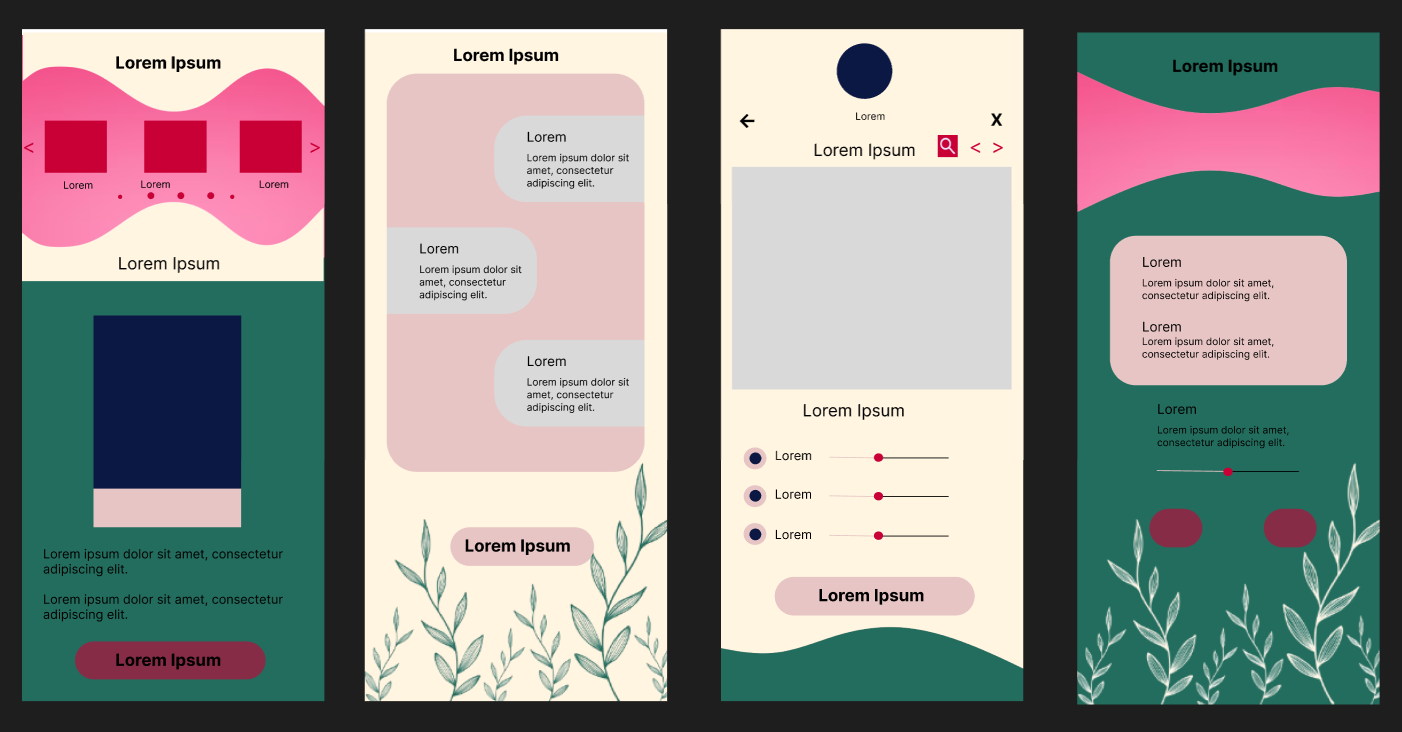 Lorem Ipsum
<
>
Lorem
Lorem
Lorem
Lorem Ipsum
Lorem ipsum dolor sit amet, consectetur
adipiscing elit.
Lorem ipsum dolor sit amet, consectetur
adipiscing elit.
Lorem Ipsum
Lorem Ipsum
Lorem
Lorem ipsum dolor sit
amet, consectetur
adipiscing elit.
Lorem
Lorem ipsum dolor sit
amet, consectetur
adipiscing elit.
Lorem
Lorem ipsum dolor sit
amet, consectetur
adipiscing elit.
Lorem Ipsum
Lorem
X
Lorem Ipsum
< >
Lorem Ipsum
Lorem
Lorem
Lorem
Lorem Ipsum
Lorem Ipsum
Lorem
Lorem ipsum dolor sit amet,
consectetur adipiscing elit.
Lorem
Lorem ipsum dolor sit amet,
consectetur adipiscing elit.
Lorem
Lorem ipsum dolor sit amet,
consectetur adipiscing elit.